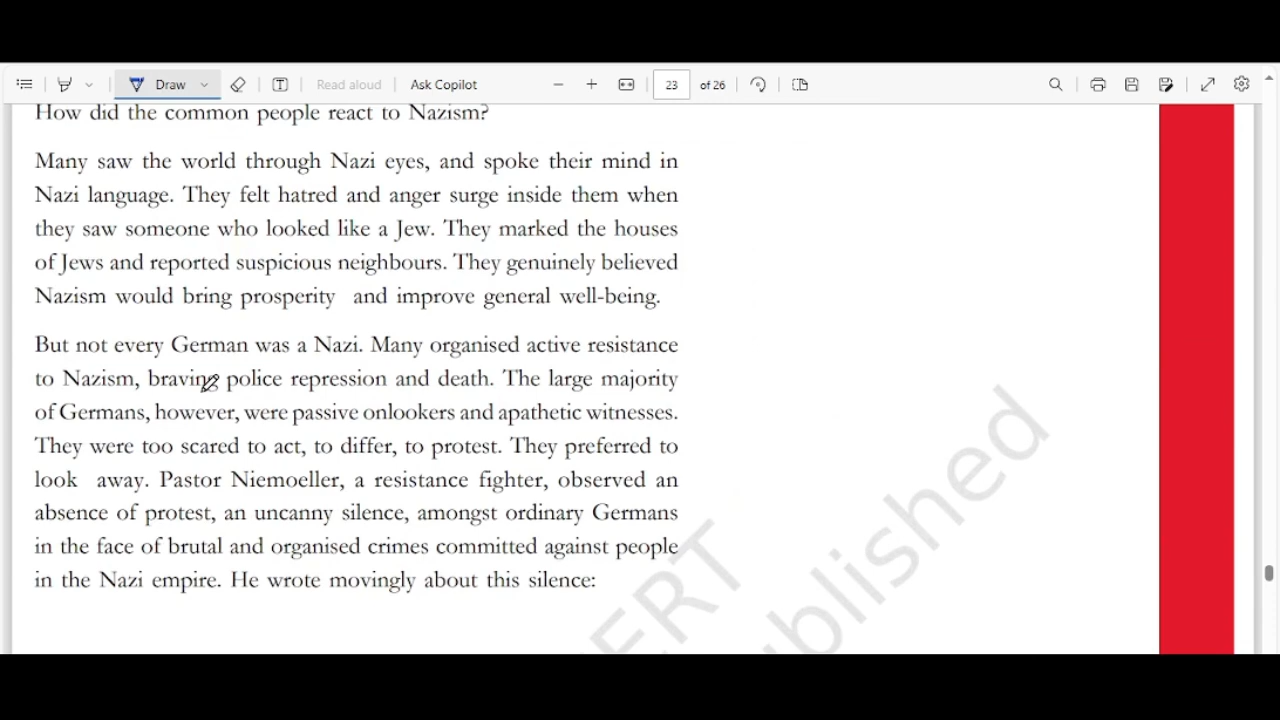 Draw
Read aloud
Ask Copilot
23
of 26
How did the common people react to Nazism?
Many saw the world through Nazi eyes, and spoke their mind in
Nazi language. They felt hatred and anger surge inside them when
they saw someone who looked like a Jew. They marked the houses
of Jews and reported suspicious neighbours. They genuinely believed
Nazism would bring prosperity and improve general well-being.
But not every German was a Nazi. Many organised active resistance
to Nazism, braving police repression and death. The large majority
of Germans, however, were passive onlookers and apathetic witnesses.
They were too scared to act, to differ, to protest. They preferred to
look away. Pastor Niemoeller, a resistance fighter, observed an
absence of protest, an uncanny silence, amongst ordinary Germans
in the face of brutal and organised crimes committed against people
in the Nazi empire. He wrote movingly about this silence: